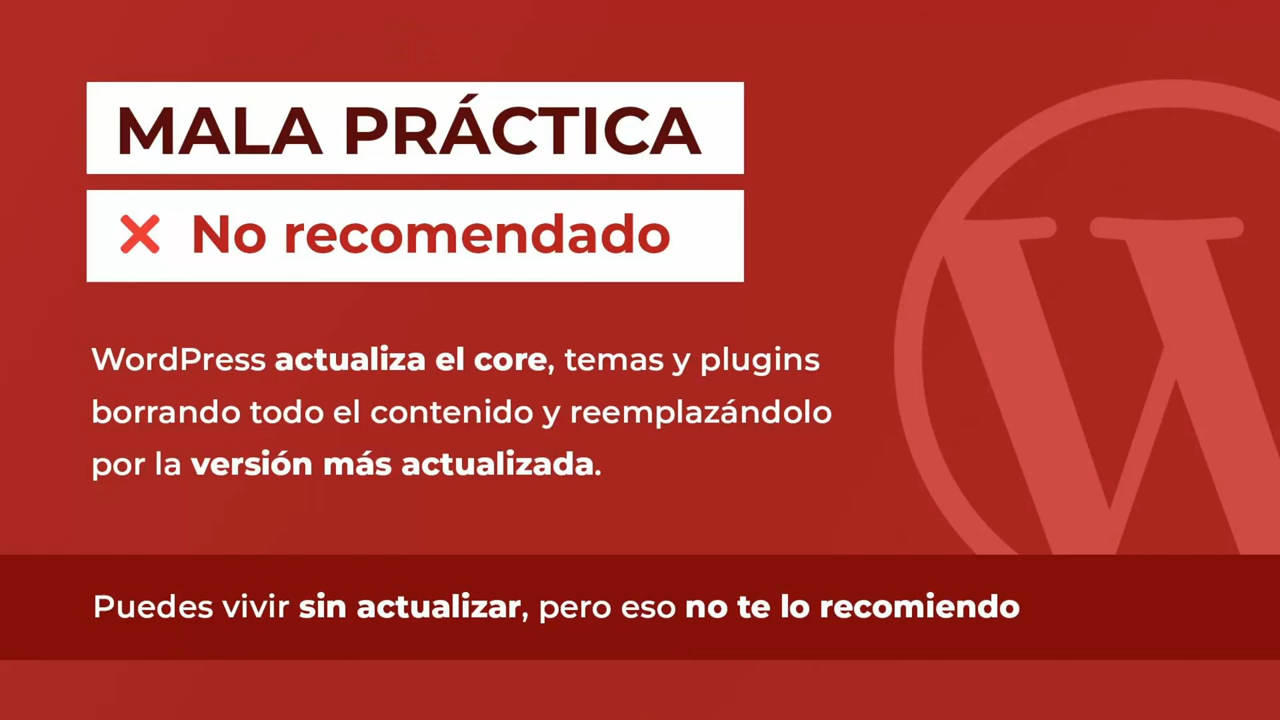 MALA PRÁCTICA
❌ No recomendado
WordPress actualiza el core, temas y plugins
borrando todo el contenido y reemplazándolo
por la versión más actualizada.
Puedes vivir sin actualizar, pero eso no te lo recomiendo